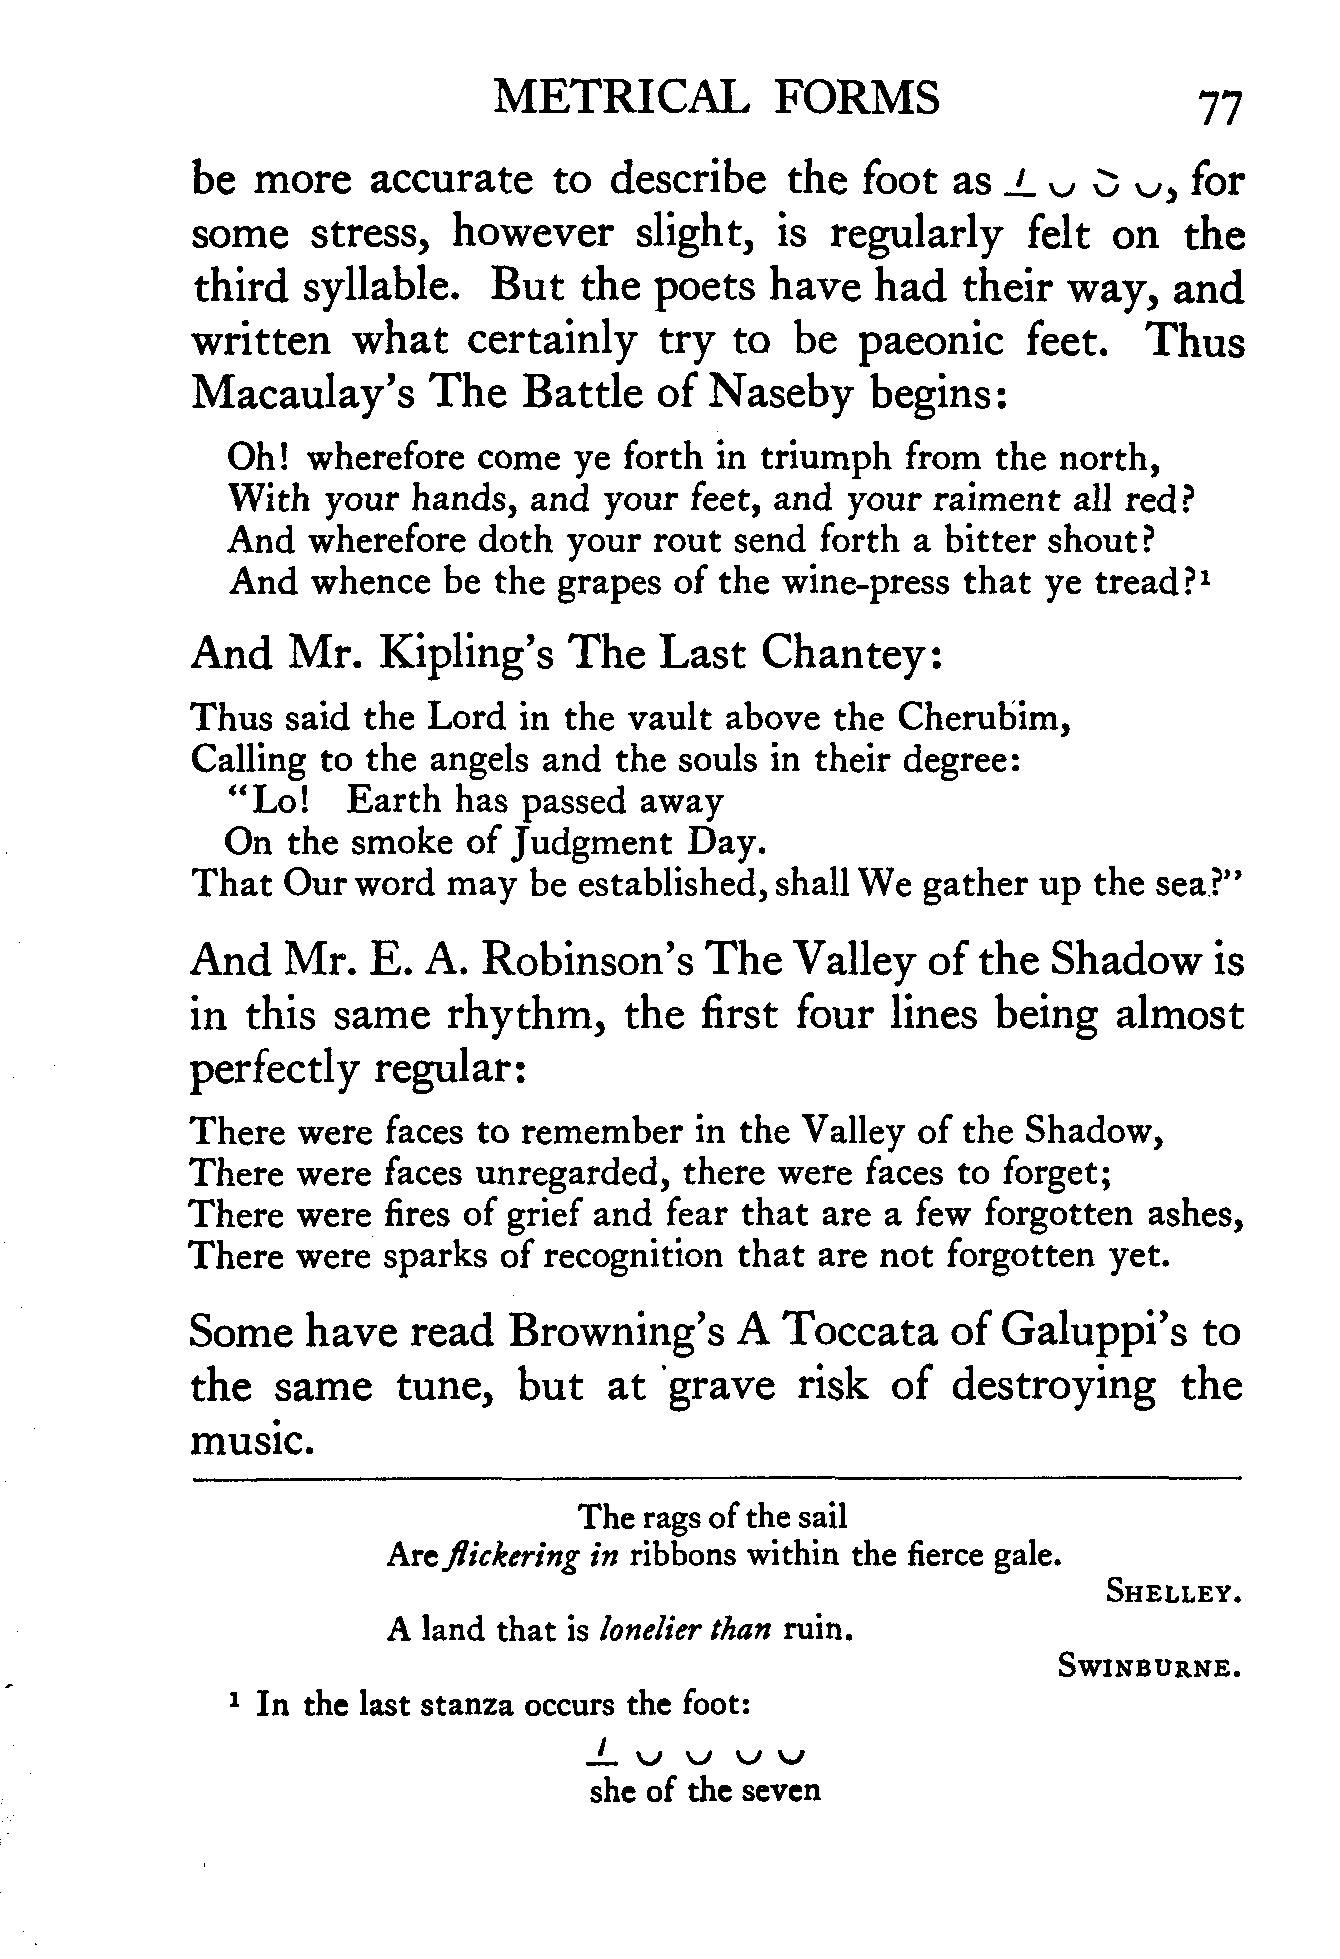 METRICAL FORMS 77
be more accurate to describe the foot as –́ ᴗ ᴗ̀ ᴗ, for
some stress, however slight, is regularly felt on the
third syllable. But the poets have had their way, and
written what certainly try to be paeonic feet. Thus
Macaulay's The Battle of Naseby begins:
Oh! wherefore come ye forth in triumph from the north,
With your hands, and your feet, and your raiment all red?
And wherefore doth your rout send forth a bitter shout?
And whence be the grapes of the wine-press that ye tread?¹
And Mr. Kipling's The Last Chantey:
Thus said the Lord in the vault above the Cherubim,
Calling to the angels and the souls in their degree:
"Lo! Earth has passed away
On the smoke of Judgment Day.
That Our word may be established, shall We gather up the sea?"
And Mr. E. A. Robinson's The Valley of the Shadow is
in this same rhythm, the first four lines being almost
perfectly regular:
There were faces to remember in the Valley of the Shadow,
There were faces unregarded, there were faces to forget;
There were fires of grief and fear that are a few forgotten ashes,
There were sparks of recognition that are not forgotten yet.
Some have read Browning's A Toccata of Galuppi's to
the same tune, but at grave risk of destroying the
music.
The rags of the sail
Are flickering in ribbons within the fierce gale.
SHELLEY.
A land that is lonelier than ruin.
SWINBURNE.
¹ In the last stanza occurs the foot:
–́ ᴗ ᴗ ᴗ ᴗ
she of the seven